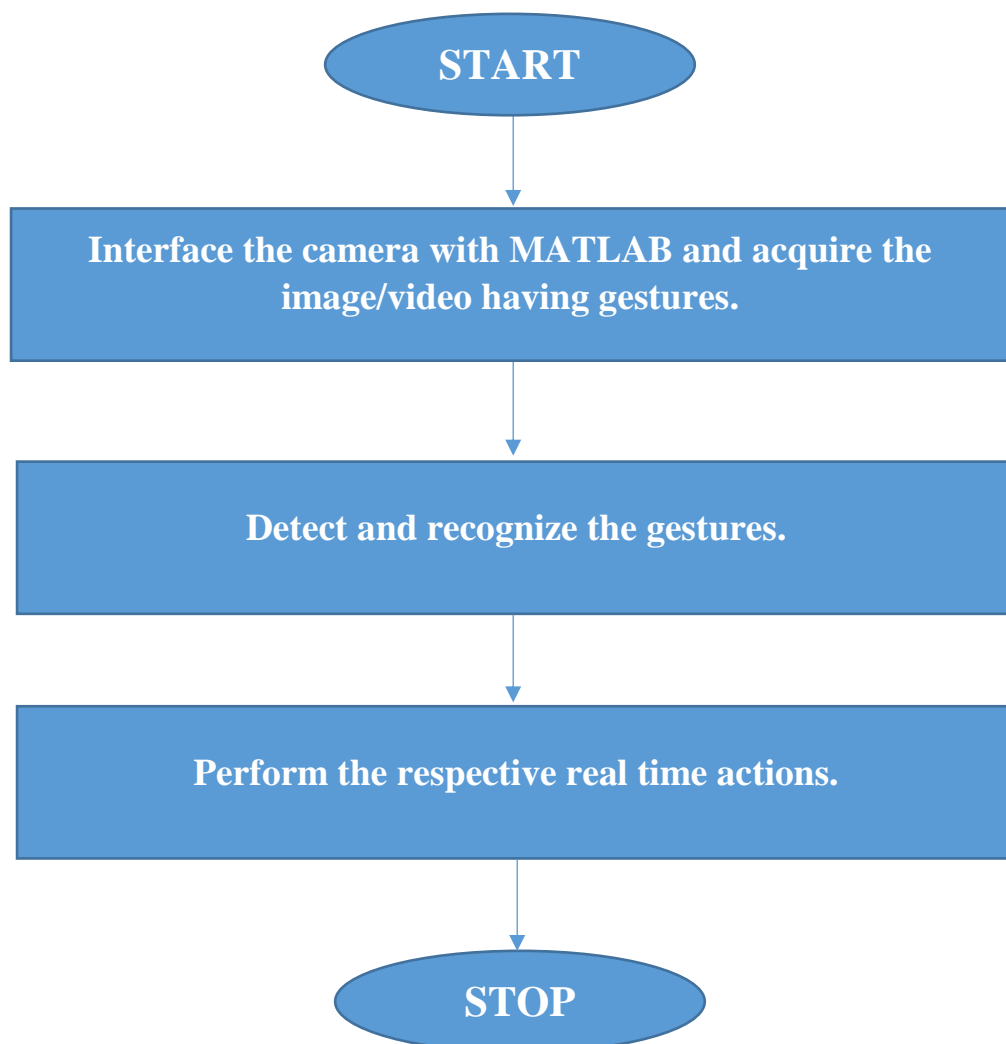 START
Interface the camera with MATLAB and acquire the
image/video having gestures.
Detect and recognize the gestures.
Perform the respective real time actions.
STOP